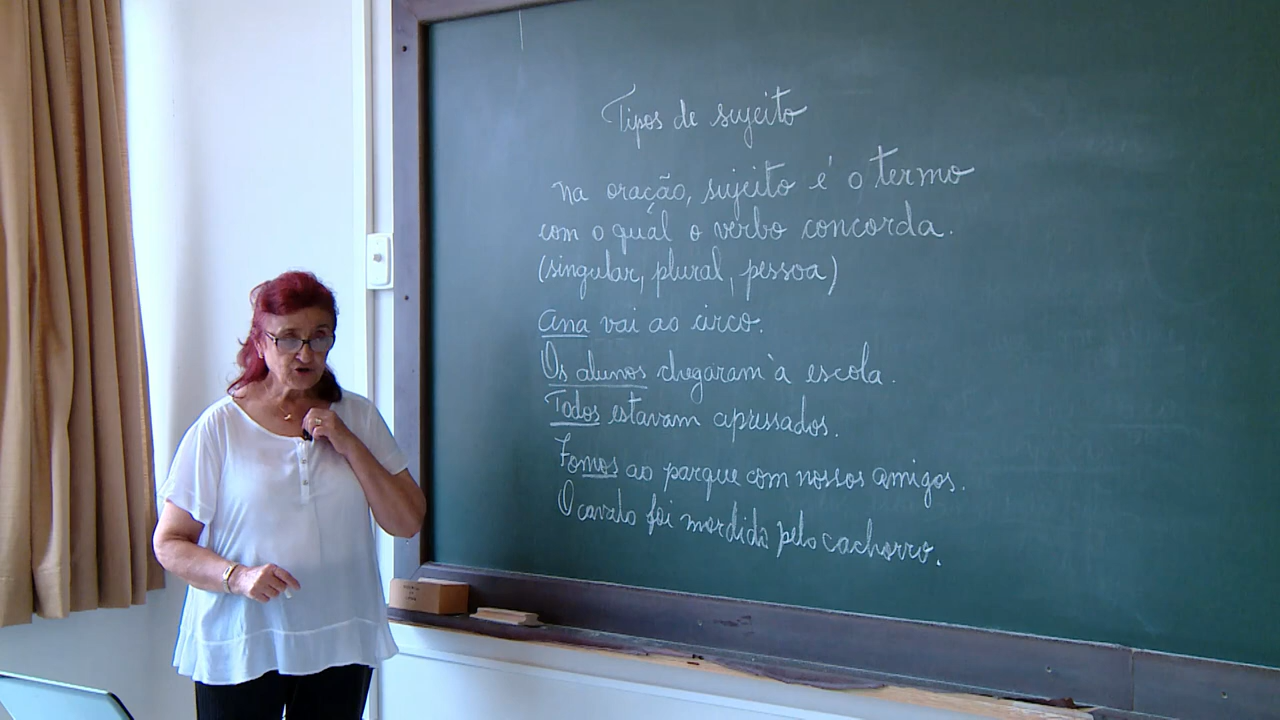 Tipos de sujeito
Na oração, sujeito é o termo
com o qual o verbo concorda.
(singular, plural, pessoa)
Ana vai ao circo.
Os alunos chegaram à escola.
Todos estavam apressados.
Fomos ao parque com nossos amigos.
O cavalo foi mordido pelo cachorro.